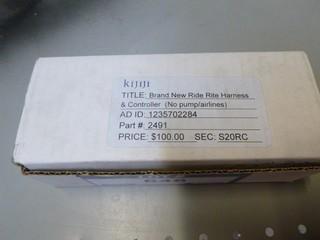 kijiji
TITLE: Brand New Ride Rite Harness
& Controller (No pump/airlines)
AD ID: 1235702284
Part #: 2491
PRICE: $100.00 SEC: S20RC